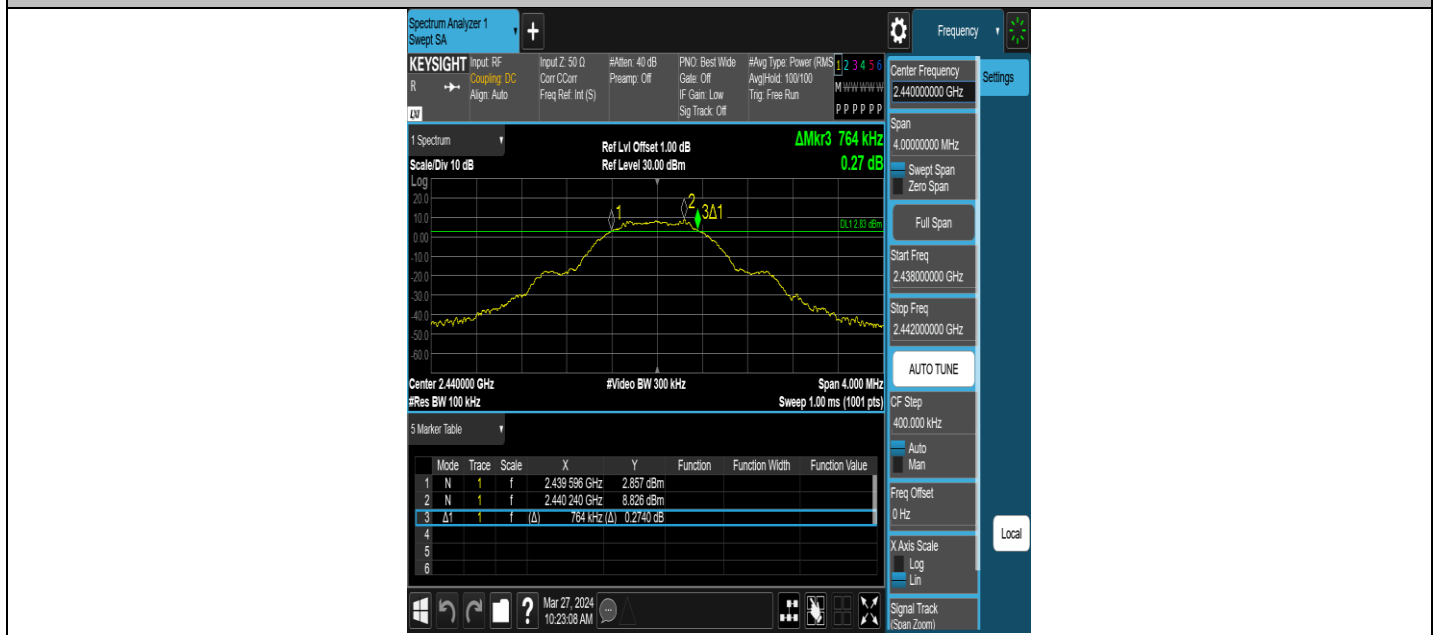 Spectrum Analyzer 1
Swept SA
+
Frequency
KEYSIGHT
R
LXI
Input: RF
Coupling: DC
Align: Auto
Input Z: 50 Ω
Corr CCorr
Freq Ref: Int (S)
#Atten: 40 dB
Preamp: Off
PNO: Best Wide
Gate: Off
IF Gain: Low
Sig Track: Off
#Avg Type: Power (RMS
Avg|Hold: 100/100
Trig: Free Run
1 2 3 4 5 6
M W W W W W
P P P P P P
Center Frequency
2.440000000 GHz
Settings
Span
4.00000000 MHz
Swept Span
Zero Span
Full Span
Start Freq
2.438000000 GHz
Stop Freq
2.442000000 GHz
AUTO TUNE
CF Step
400.000 kHz
Auto
Man
Freq Offset
0 Hz
X Axis Scale
Log
Lin
Local
Signal Track
(Span Zoom)
1 Spectrum
Scale/Div 10 dB
Ref Lvl Offset 1.00 dB
Ref Level 30.00 dBm
ΔMkr3 764 kHz
0.27 dB
Log
20.0
10.0
0.00
-10.0
-20.0
-30.0
-40.0
-50.0
-60.0
1
2
3Δ1
DL1 2.83 dBm
Center 2.440000 GHz
#Video BW 300 kHz
Span 4.000 MHz
#Res BW 100 kHz
Sweep 1.00 ms (1001 pts)
5 Marker Table
Mode Trace Scale X Y Function Function Width Function Value
1 N 1 f 2.439 596 GHz 2.857 dBm
2 N 1 f 2.440 240 GHz 8.826 dBm
3 Δ1 1 f (Δ) 764 kHz (Δ) 0.2740 dB
4
5
6
?
Mar 27, 2024
10:23:08 AM